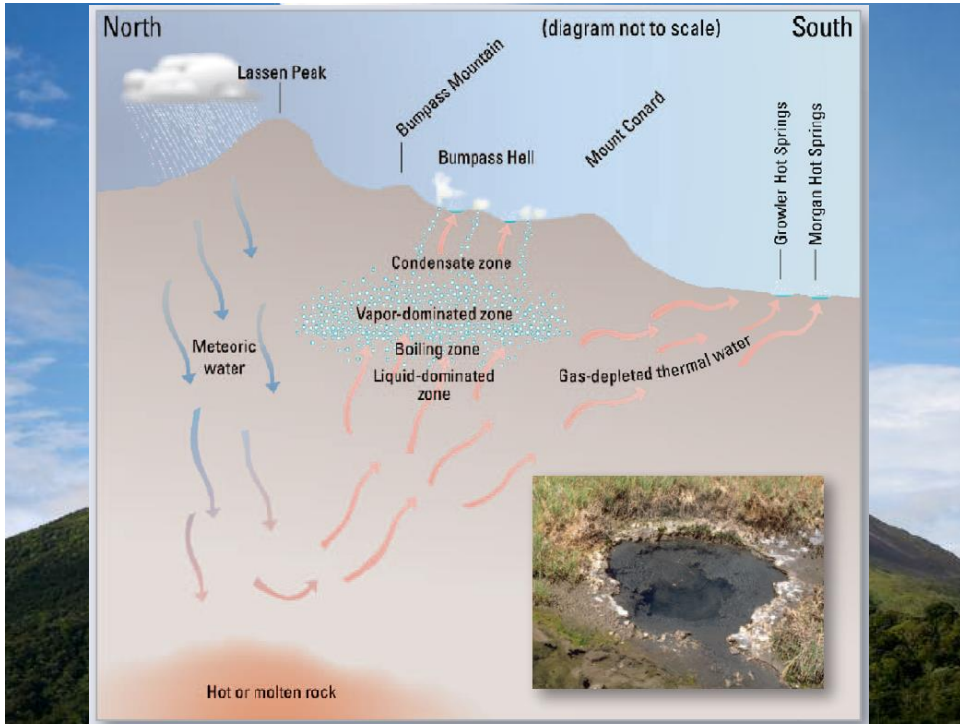 North
(diagram not to scale)
South
Lassen Peak
Bumpass Mountain
Bumpass Hell
Mount Conard
Growler Hot Springs
Morgan Hot Springs
Condensate zone
Vapor-dominated zone
Boiling zone
Liquid-dominated
zone
Meteoric
water
Gas-depleted thermal water
Hot or molten rock